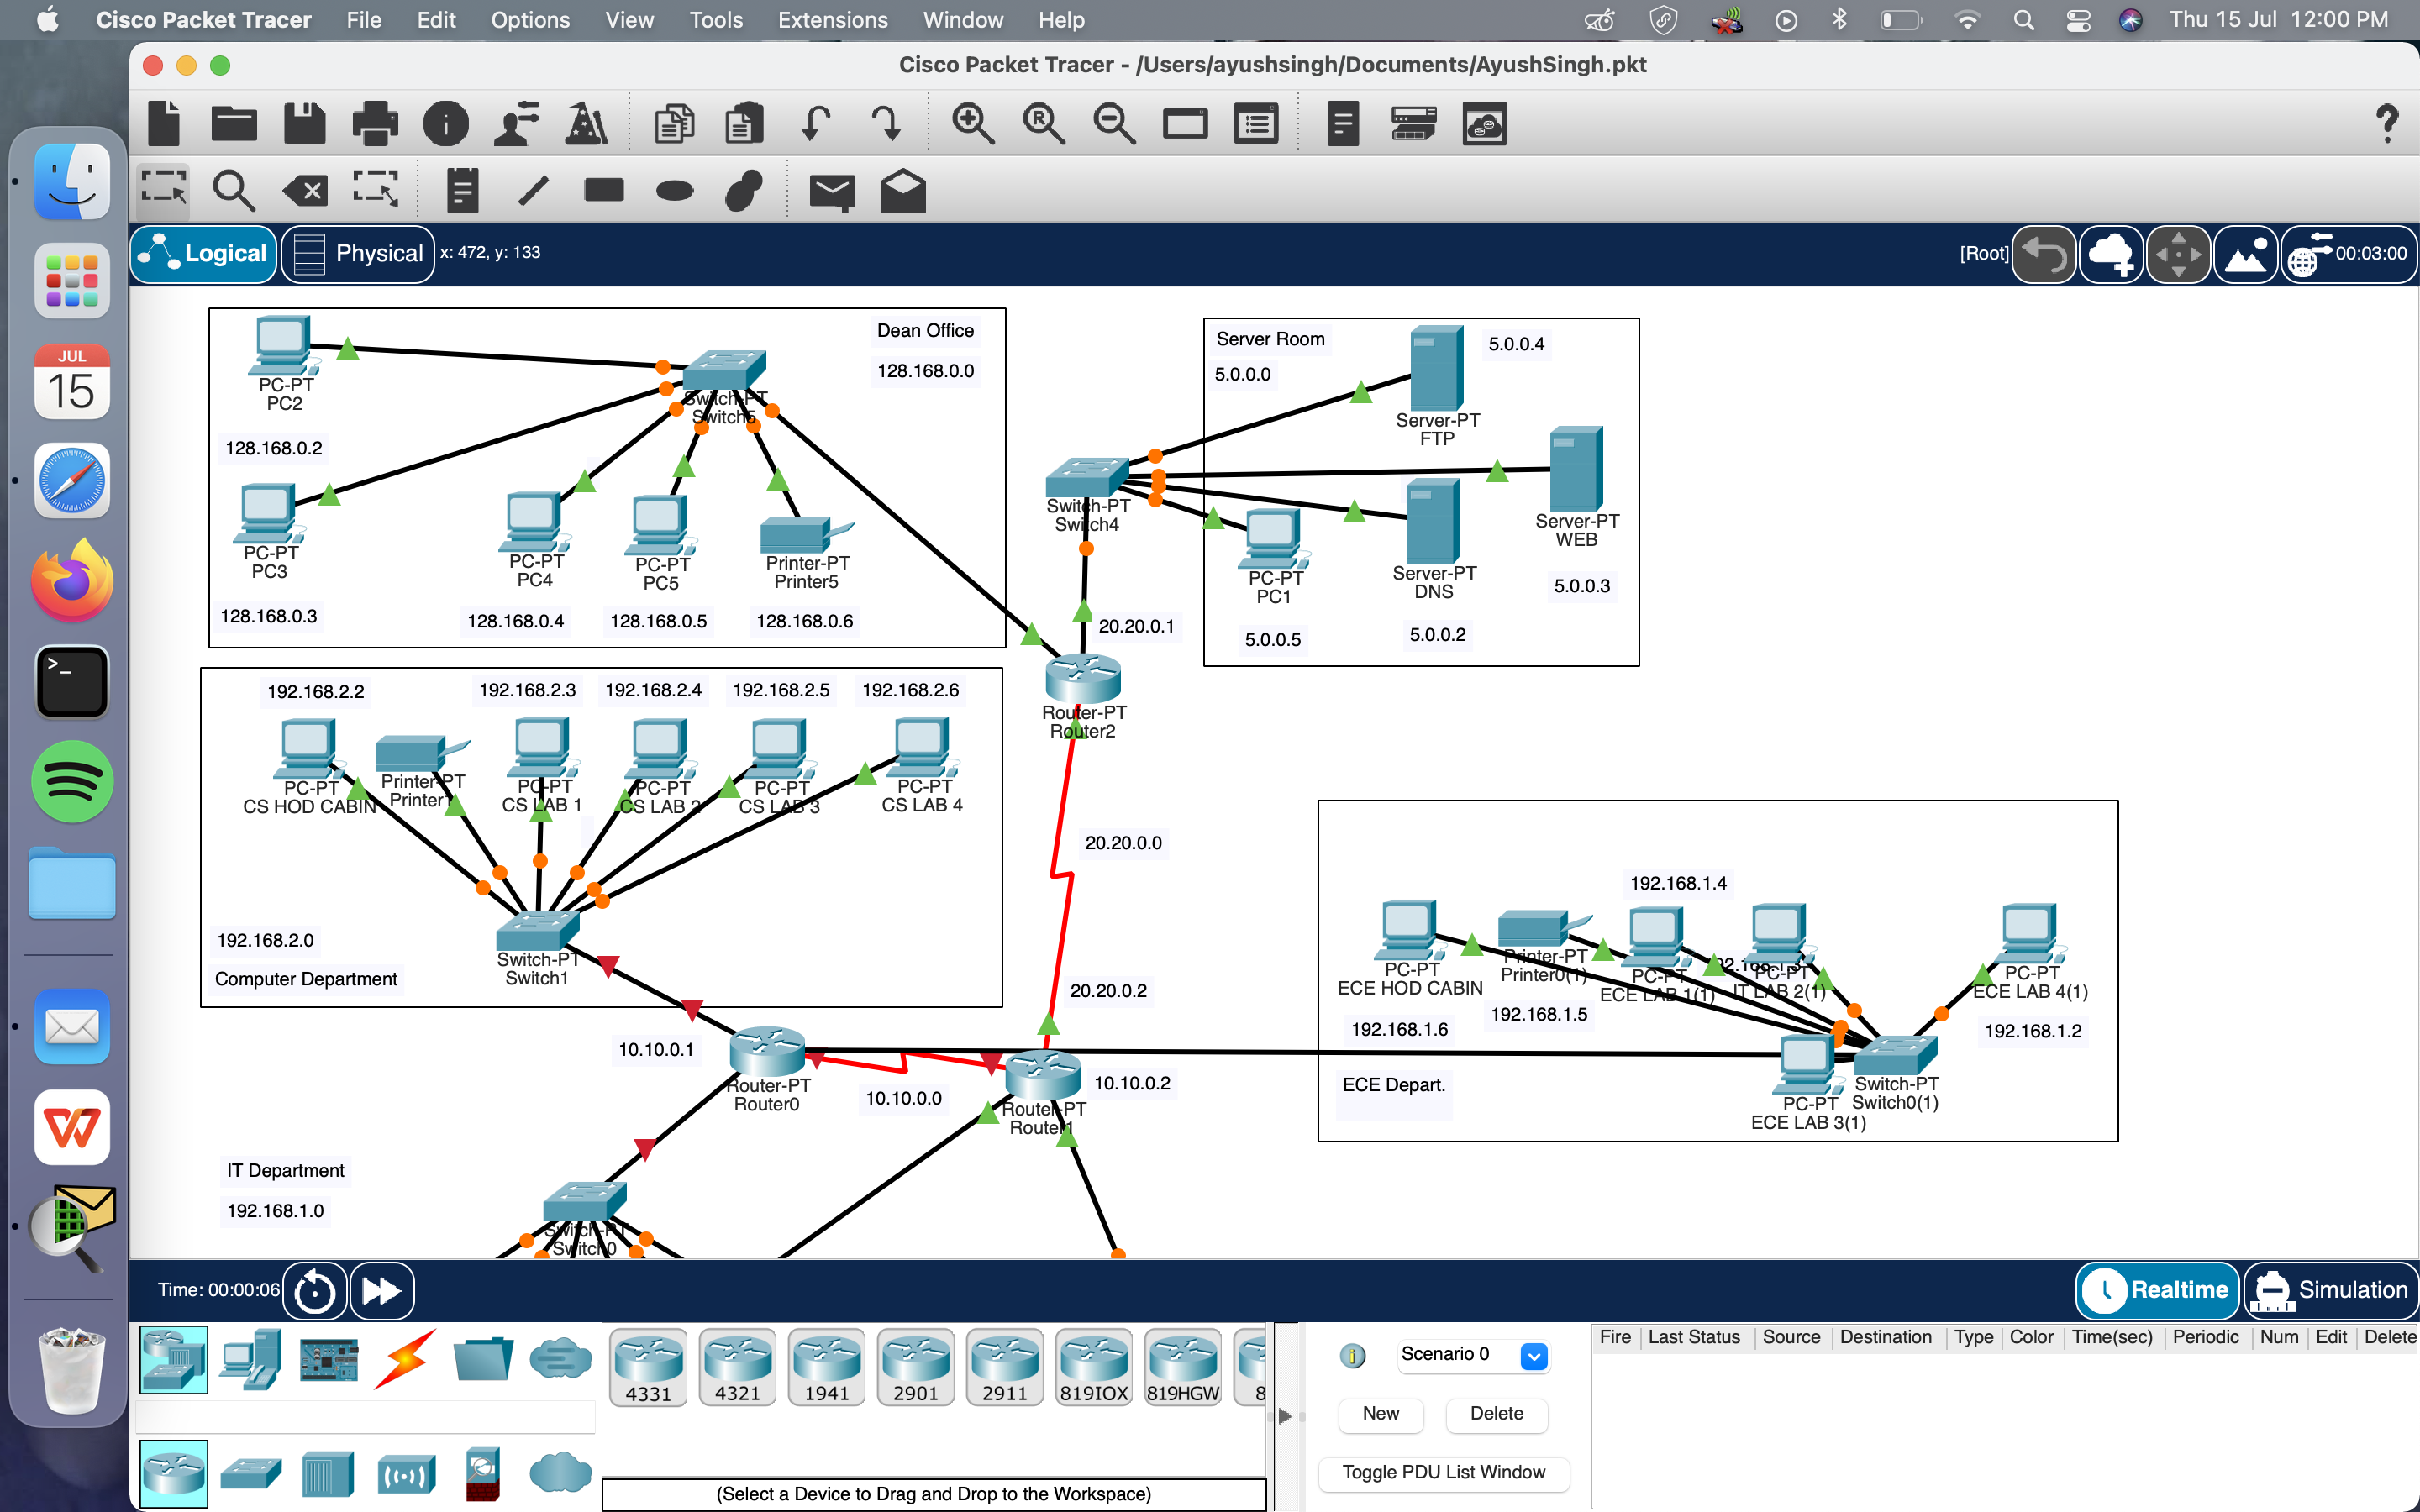 Cisco Packet Tracer File Edit Options View Tools Extensions Window Help Thu 15 Jul 12:00 PM
Cisco Packet Tracer - /Users/ayushsingh/Documents/AyushSingh.pkt
Logical Physical x: 472, y: 133 [Root] 00:03:00
JUL
15
Dean Office
128.168.0.0
PC-PT
PC2
128.168.0.2
Switch-PT
Switch5
PC-PT
PC3
128.168.0.3
PC-PT
PC4
128.168.0.4
PC-PT
PC5
128.168.0.5
Printer-PT
Printer5
128.168.0.6
Server Room
5.0.0.0
5.0.0.4
Server-PT
FTP
Switch-PT
Switch4
Server-PT
WEB
5.0.0.3
PC-PT
PC1
5.0.0.5
Server-PT
DNS
5.0.0.2
20.20.0.1
Router-PT
Router2
20.20.0.0
20.20.0.2
192.168.2.2
192.168.2.3
192.168.2.4
192.168.2.5
192.168.2.6
PC-PT
CS HOD CABIN
Printer-PT
PC-PT
CS LAB 1
PC-PT
CS LAB 2
PC-PT
CS LAB 3
PC-PT
CS LAB 4
192.168.2.0
Computer Department
Switch-PT
Switch1
10.10.0.1
Router-PT
Router0
10.10.0.0
10.10.0.2
Router-PT
Router1
192.168.1.4
PC-PT
ECE HOD CABIN
192.168.1.6
Printer-PT
Printer0(1)
192.168.1.5
PC-PT
ECE LAB 1(1)
PC-PT
IT LAB 2(1)
PC-PT
ECE LAB 4(1)
192.168.1.2
ECE Depart.
PC-PT
ECE LAB 3(1)
Switch-PT
Switch0(1)
IT Department
192.168.1.0
Switch-PT
Switch0
Time: 00:00:06 Realtime Simulation
4331 4321 1941 2901 2911 819IOX 819HGW
(Select a Device to Drag and Drop to the Workspace)
Scenario 0
New Delete
Toggle PDU List Window
Fire Last Status Source Destination Type Color Time(sec) Periodic Num Edit Delete